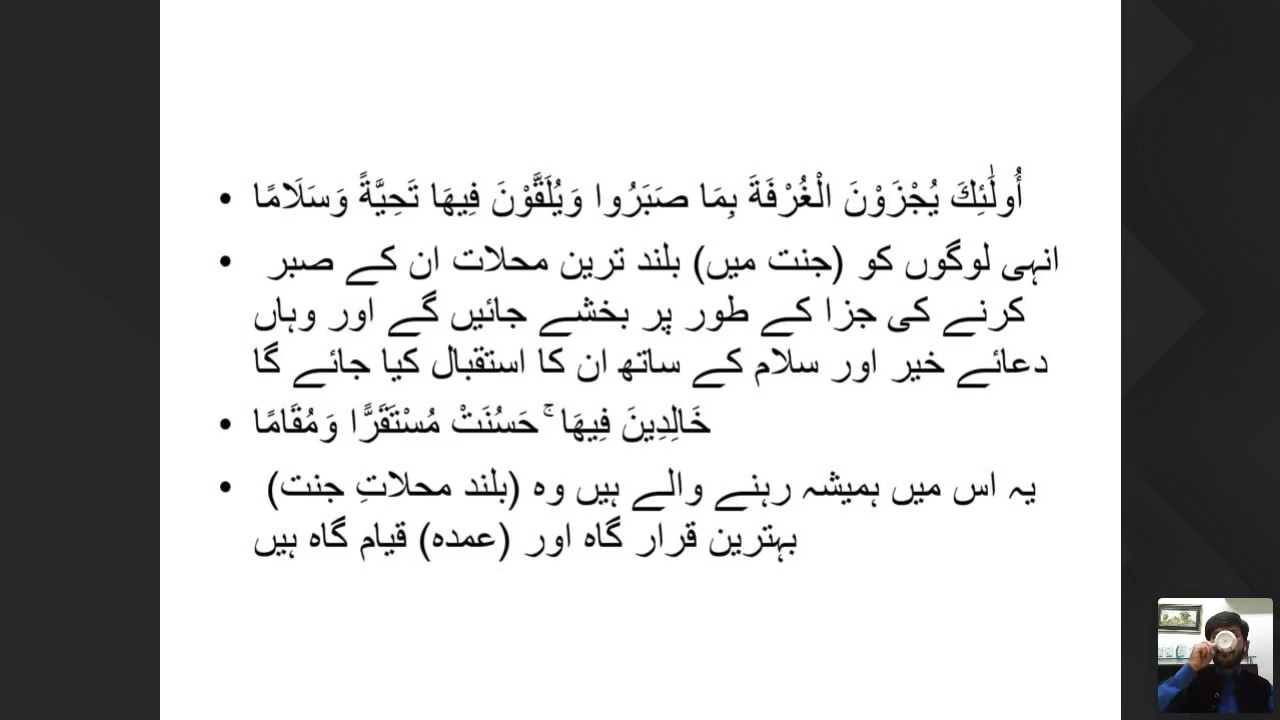 • أُولَٰئِكَ يُجْزَوْنَ الْغُرْفَةَ بِمَا صَبَرُوا وَيُلَقَّوْنَ فِيهَا تَحِيَّةً وَسَلَامًا
• انہی لوگوں کو (جنت میں) بلند ترین محلات ان کے صبر
کرنے کی جزا کے طور پر بخشے جائیں گے اور وہاں
دعائے خیر اور سلام کے ساتھ ان کا استقبال کیا جائے گا
• خَالِدِينَ فِيهَا ۚ حَسُنَتْ مُسْتَقَرًّا وَمُقَامًا
• یہ اس میں ہمیشہ رہنے والے ہیں وہ (بلند محلاتِ جنت)
بہترین قرار گاہ اور (عمدہ) قیام گاہ ہیں